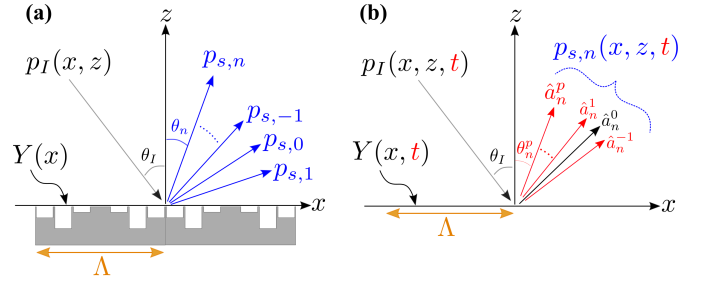 (a)
z
p_I(x, z)
p_{s,n}
θ_n
p_{s,−1}
θ_I
p_{s,0}
Y(x)
p_{s,1}
x
Λ
(b)
z
p_{s,n}(x, z, t)
p_I(x, z, t)
â_n^p
â_n^1
â_n^0
θ_I
θ_n^p
â_n^{−1}
Y(x, t)
x
Λ